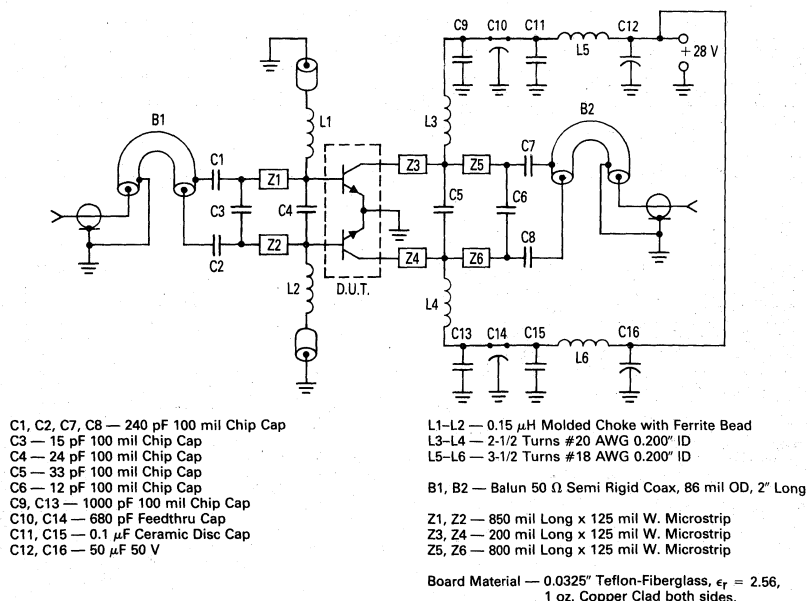 C9 C10 C11 C12
L5
+ 28 V
B1
L1
L3
B2
C7
C1
Z1
Z3
Z5
C3
C4
C5
C6
Z2
C8
C2
Z4
Z6
L2
D.U.T.
L4
C13 C14 C15 C16
L6
C1, C2, C7, C8 — 240 pF 100 mil Chip Cap
C3 — 15 pF 100 mil Chip Cap
C4 — 24 pF 100 mil Chip Cap
C5 — 33 pF 100 mil Chip Cap
C6 — 12 pF 100 mil Chip Cap
C9, C13 — 1000 pF 100 mil Chip Cap
C10, C14 — 680 pF Feedthru Cap
C11, C15 — 0.1 μF Ceramic Disc Cap
C12, C16 — 50 μF 50 V
L1–L2 — 0.15 μH Molded Choke with Ferrite Bead
L3–L4 — 2-1/2 Turns #20 AWG 0.200" ID
L5–L6 — 3-1/2 Turns #18 AWG 0.200" ID
B1, B2 — Balun 50 Ω Semi Rigid Coax, 86 mil OD, 2" Long
Z1, Z2 — 850 mil Long x 125 mil W. Microstrip
Z3, Z4 — 200 mil Long x 125 mil W. Microstrip
Z5, Z6 — 800 mil Long x 125 mil W. Microstrip
Board Material — 0.0325" Teflon-Fiberglass, εr = 2.56,
1 oz. Copper Clad both sides.